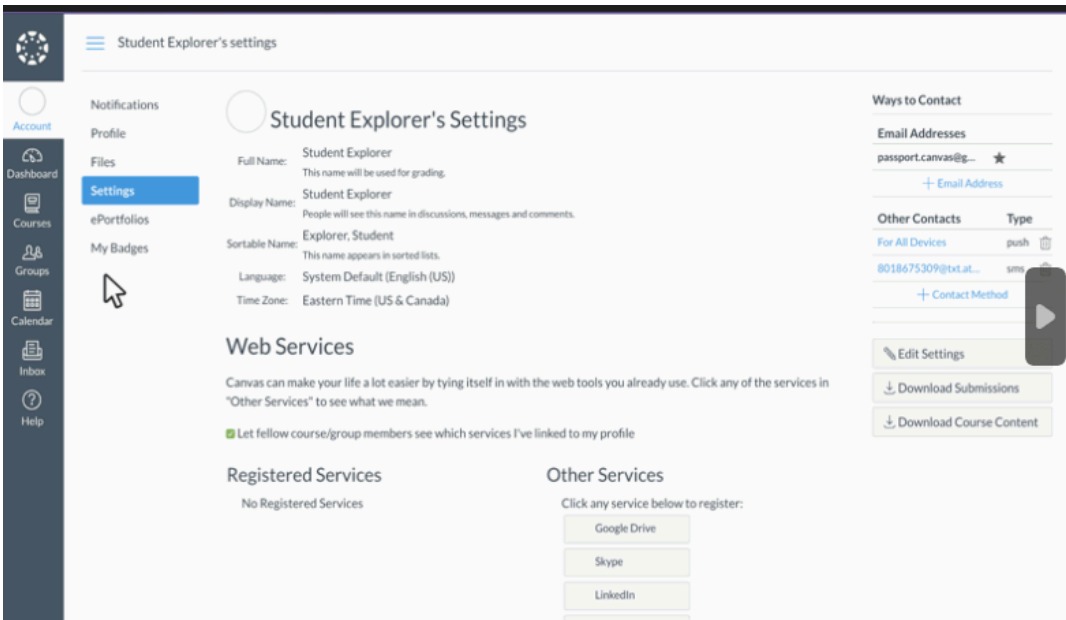 Student Explorer's settings
Account
Dashboard
Courses
Groups
Calendar
Inbox
Help
Notifications
Profile
Files
Settings
ePortfolios
My Badges
Student Explorer's Settings
Full Name: Student Explorer
This name will be used for grading.
Display Name: Student Explorer
People will see this name in discussions, messages and comments.
Sortable Name: Explorer, Student
This name appears in sorted lists.
Language: System Default (English (US))
Time Zone: Eastern Time (US & Canada)
Web Services
Canvas can make your life a lot easier by tying itself in with the web tools you already use. Click any of the services in
"Other Services" to see what we mean.
Let fellow course/group members see which services I've linked to my profile
Registered Services
No Registered Services
Other Services
Click any service below to register:
Google Drive
Skype
LinkedIn
Ways to Contact
Email Addresses
passport.canvas@g...
+ Email Address
Other Contacts Type
For All Devices push
8018675309@txt.at... sms
+ Contact Method
Edit Settings
Download Submissions
Download Course Content